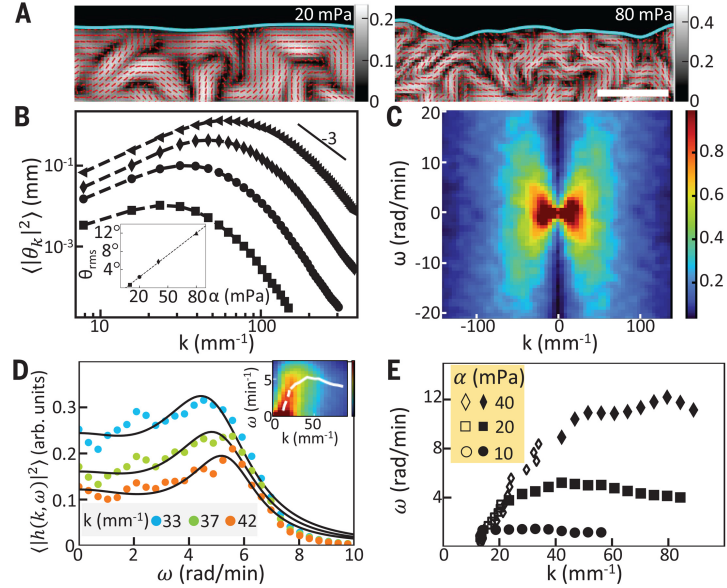 A
20 mPa
0.2
0.1
0
80 mPa
0.4
0.2
0
B
⟨|θk|²⟩ (mm)
10⁻¹
10⁻³
-3
θrms
12°
8°
4°
20
50
80
α (mPa)
10
100
k (mm⁻¹)
C
ω (rad/min)
20
10
0
-10
-20
-100
0
100
k (mm⁻¹)
0.8
0.6
0.4
0.2
D
⟨|h(k,ω)|²⟩ (arb. units)
0.3
0.2
0.1
0.0
ω (min⁻¹)
5
0
50
k (mm⁻¹)
k (mm⁻¹) 33 37 42
0 2 4 6 8 10
ω (rad/min)
E
α (mPa)
40
20
10
ω (rad/min)
12
8
4
0 20 40 60 80
k (mm⁻¹)